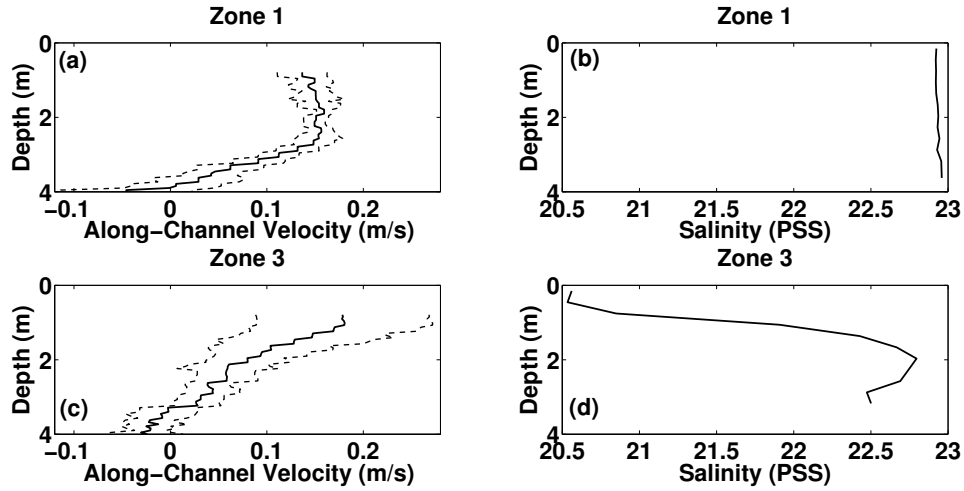 Zone 1
(a)
Depth (m)
0
2
4
−0.1
0
0.1
0.2
Along−Channel Velocity (m/s)
Zone 1
(b)
Depth (m)
0
2
4
20.5
21
21.5
22
22.5
23
Salinity (PSS)
Zone 3
(c)
Depth (m)
0
2
4
−0.1
0
0.1
0.2
Along−Channel Velocity (m/s)
Zone 3
(d)
Depth (m)
0
2
4
20.5
21
21.5
22
22.5
23
Salinity (PSS)